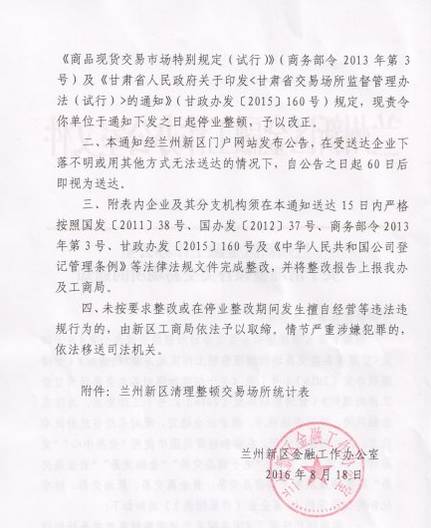 《商品现货交易市场特别规定（试行）》（商务部令 2013 年第 3
号）及《甘肃省人民政府关于印发<甘肃省交易场所监督管理办
法（试行）>的通知》（甘政办发〔2015〕160 号）规定，现责令
你单位于通知下发之日起停业整顿、予以改正。
二、本通知经兰州新区门户网站发布公告，在受送达企业下
落不明或用其他方式无法送达的情况下，自公告之日起 60 日后
即视为送达。
三、附表内企业及其分支机构须在本通知送达 15 日内严格
按照国发〔2011〕38 号、国办发〔2012〕37 号、商务部令 2013
年第 3 号、甘政办发〔2015〕160 号及《中华人民共和国公司登
记管理条例》等法律法规文件完成整改，并将整改报告上报我办
及工商局。
四、未按要求整改或在停业整改期间发生擅自经营等违法违
规行为的，由新区工商局依法予以取缔。情节严重涉嫌犯罪的，
依法移送司法机关。
附件：兰州新区清理整顿交易场所统计表
兰州新区金融工作办公室
2016 年 8 月 18 日